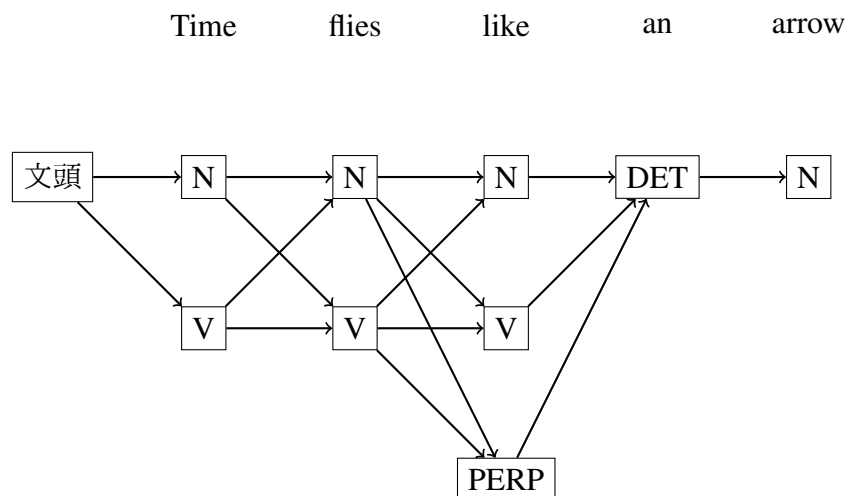 Time flies like an arrow
文頭 N N N DET N
V V V
PERP